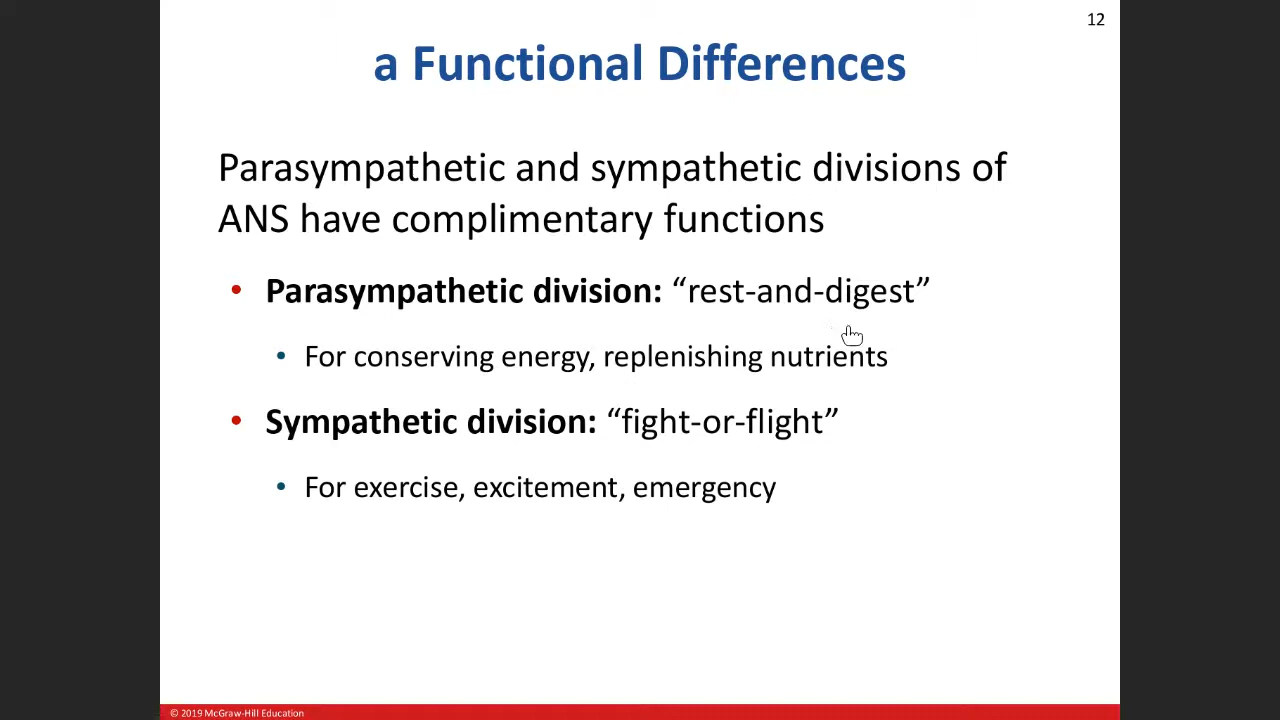 12
a Functional Differences
Parasympathetic and sympathetic divisions of
ANS have complimentary functions
• Parasympathetic division: “rest-and-digest”
• For conserving energy, replenishing nutrients
• Sympathetic division: “fight-or-flight”
• For exercise, excitement, emergency
© 2019 McGraw-Hill Education